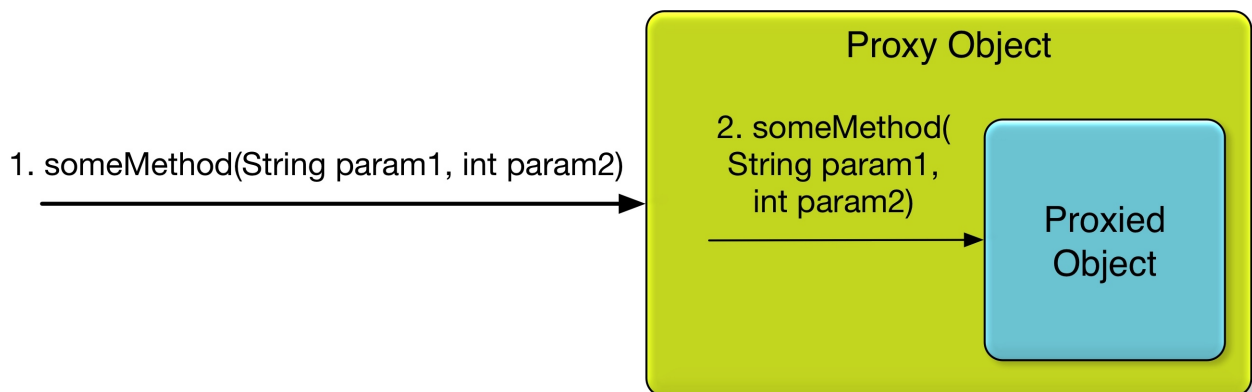 Proxy Object
1. someMethod(String param1, int param2)
2. someMethod(
String param1,
int param2)
Proxied
Object